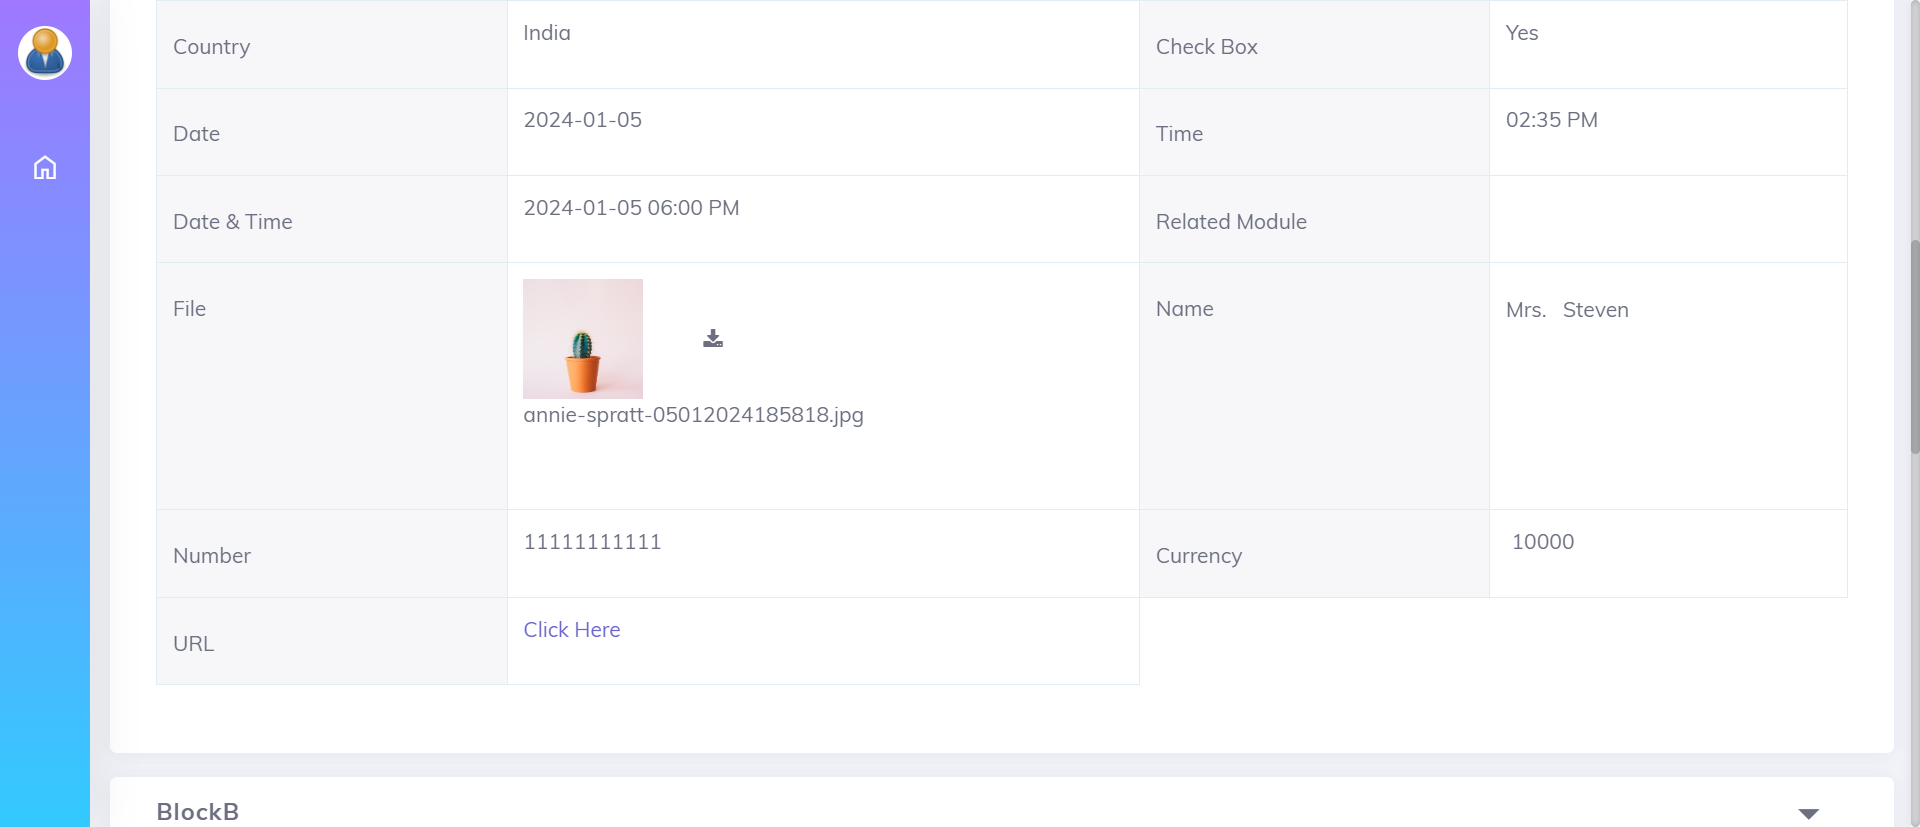 Country India Check Box Yes
Date 2024-01-05 Time 02:35 PM
Date & Time 2024-01-05 06:00 PM Related Module
File Name Mrs. Steven
annie-spratt-05012024185818.jpg
Number 11111111111 Currency 10000
URL Click Here
BlockB